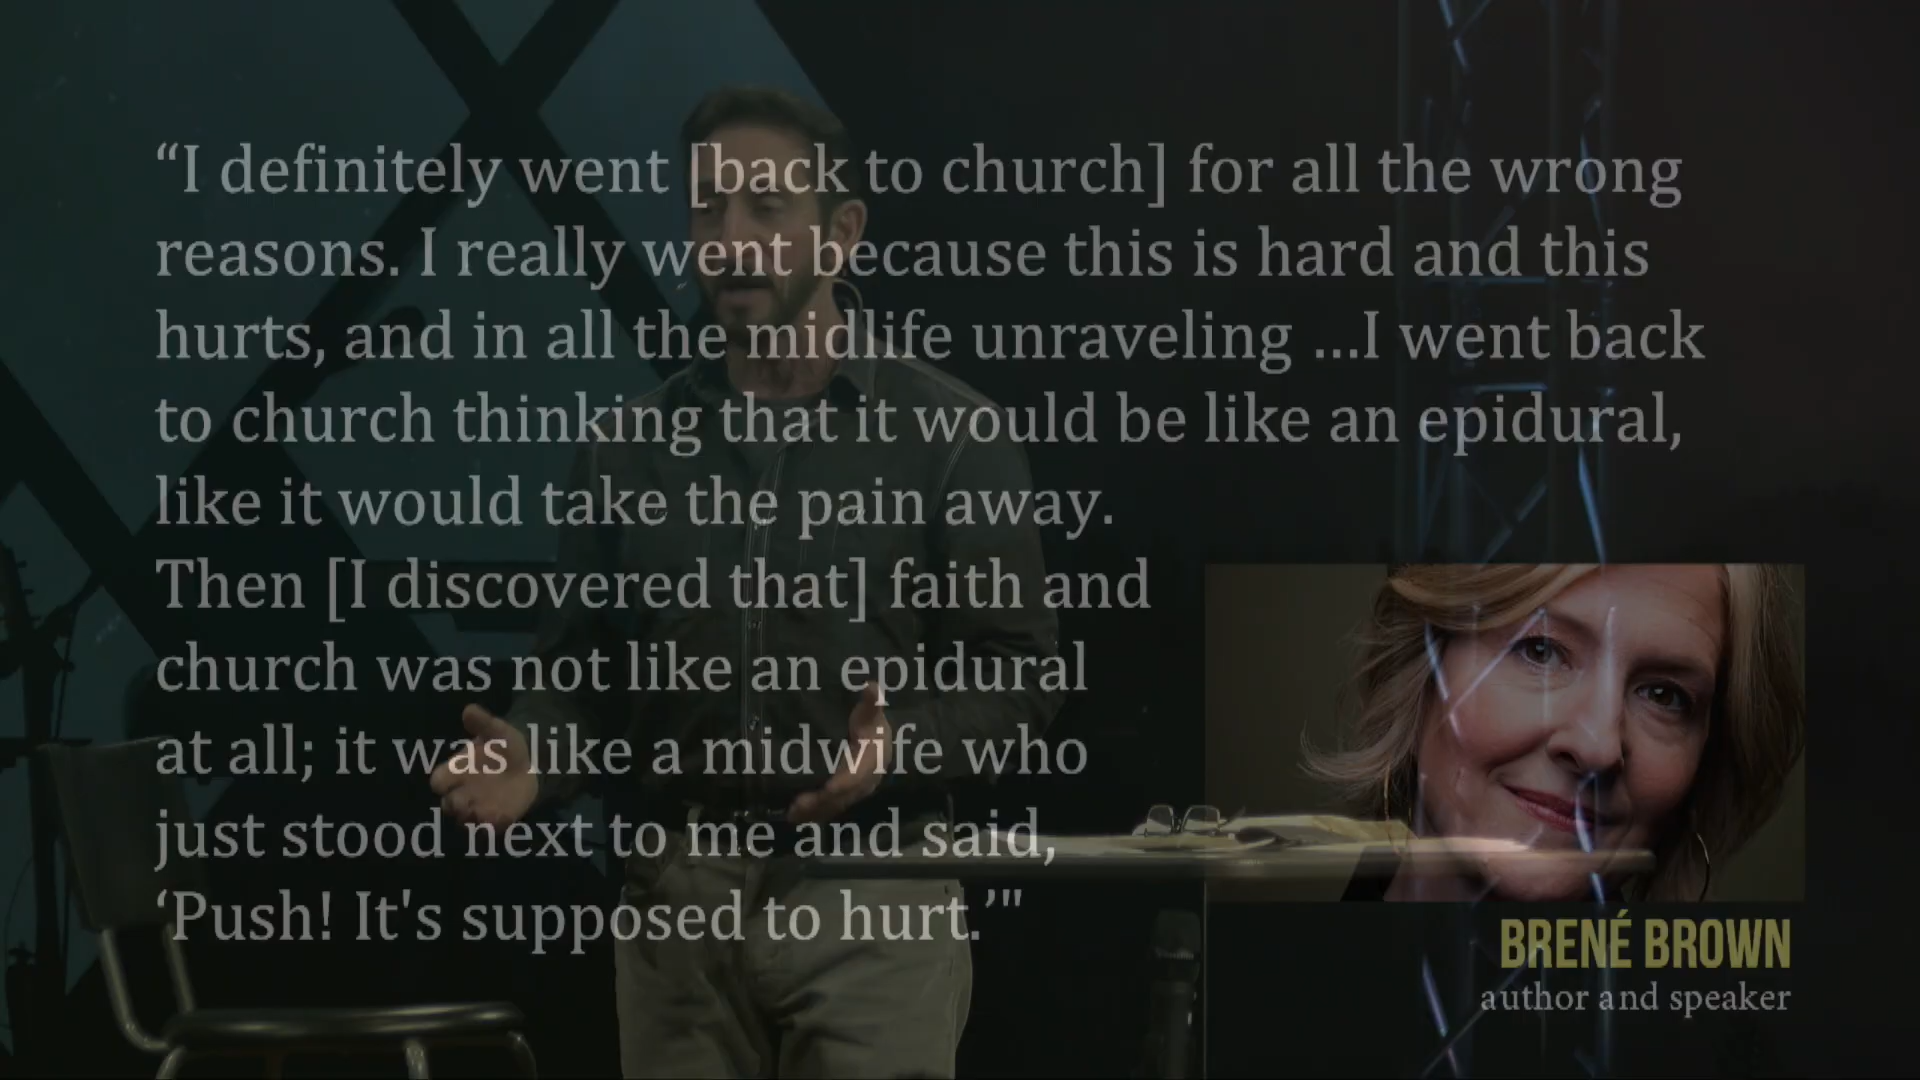 “I definitely went [back to church] for all the wrong
reasons. I really went because this is hard and this
hurts, and in all the midlife unraveling ...I went back
to church thinking that it would be like an epidural,
like it would take the pain away.
Then [I discovered that] faith and
church was not like an epidural
at all; it was like a midwife who
just stood next to me and said,
‘Push! It's supposed to hurt.’"
BRENÉ BROWN
author and speaker